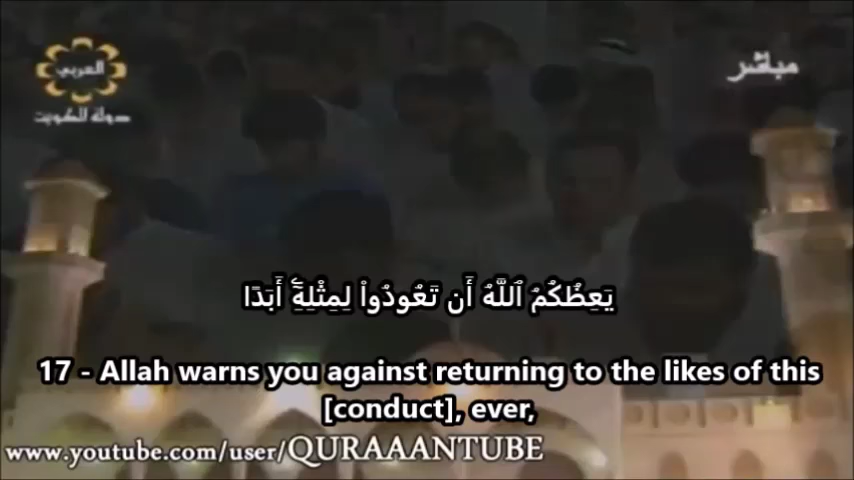 العربي
مباشر
دولة الكويت
يَعِظُكُمُ ٱللَّهُ أَن تَعُودُوا۟ لِمِثْلِهِۦٓ أَبَدًا
17 - Allah warns you against returning to the likes of this
[conduct], ever,
www.youtube.com/user/QURAAANTUBE